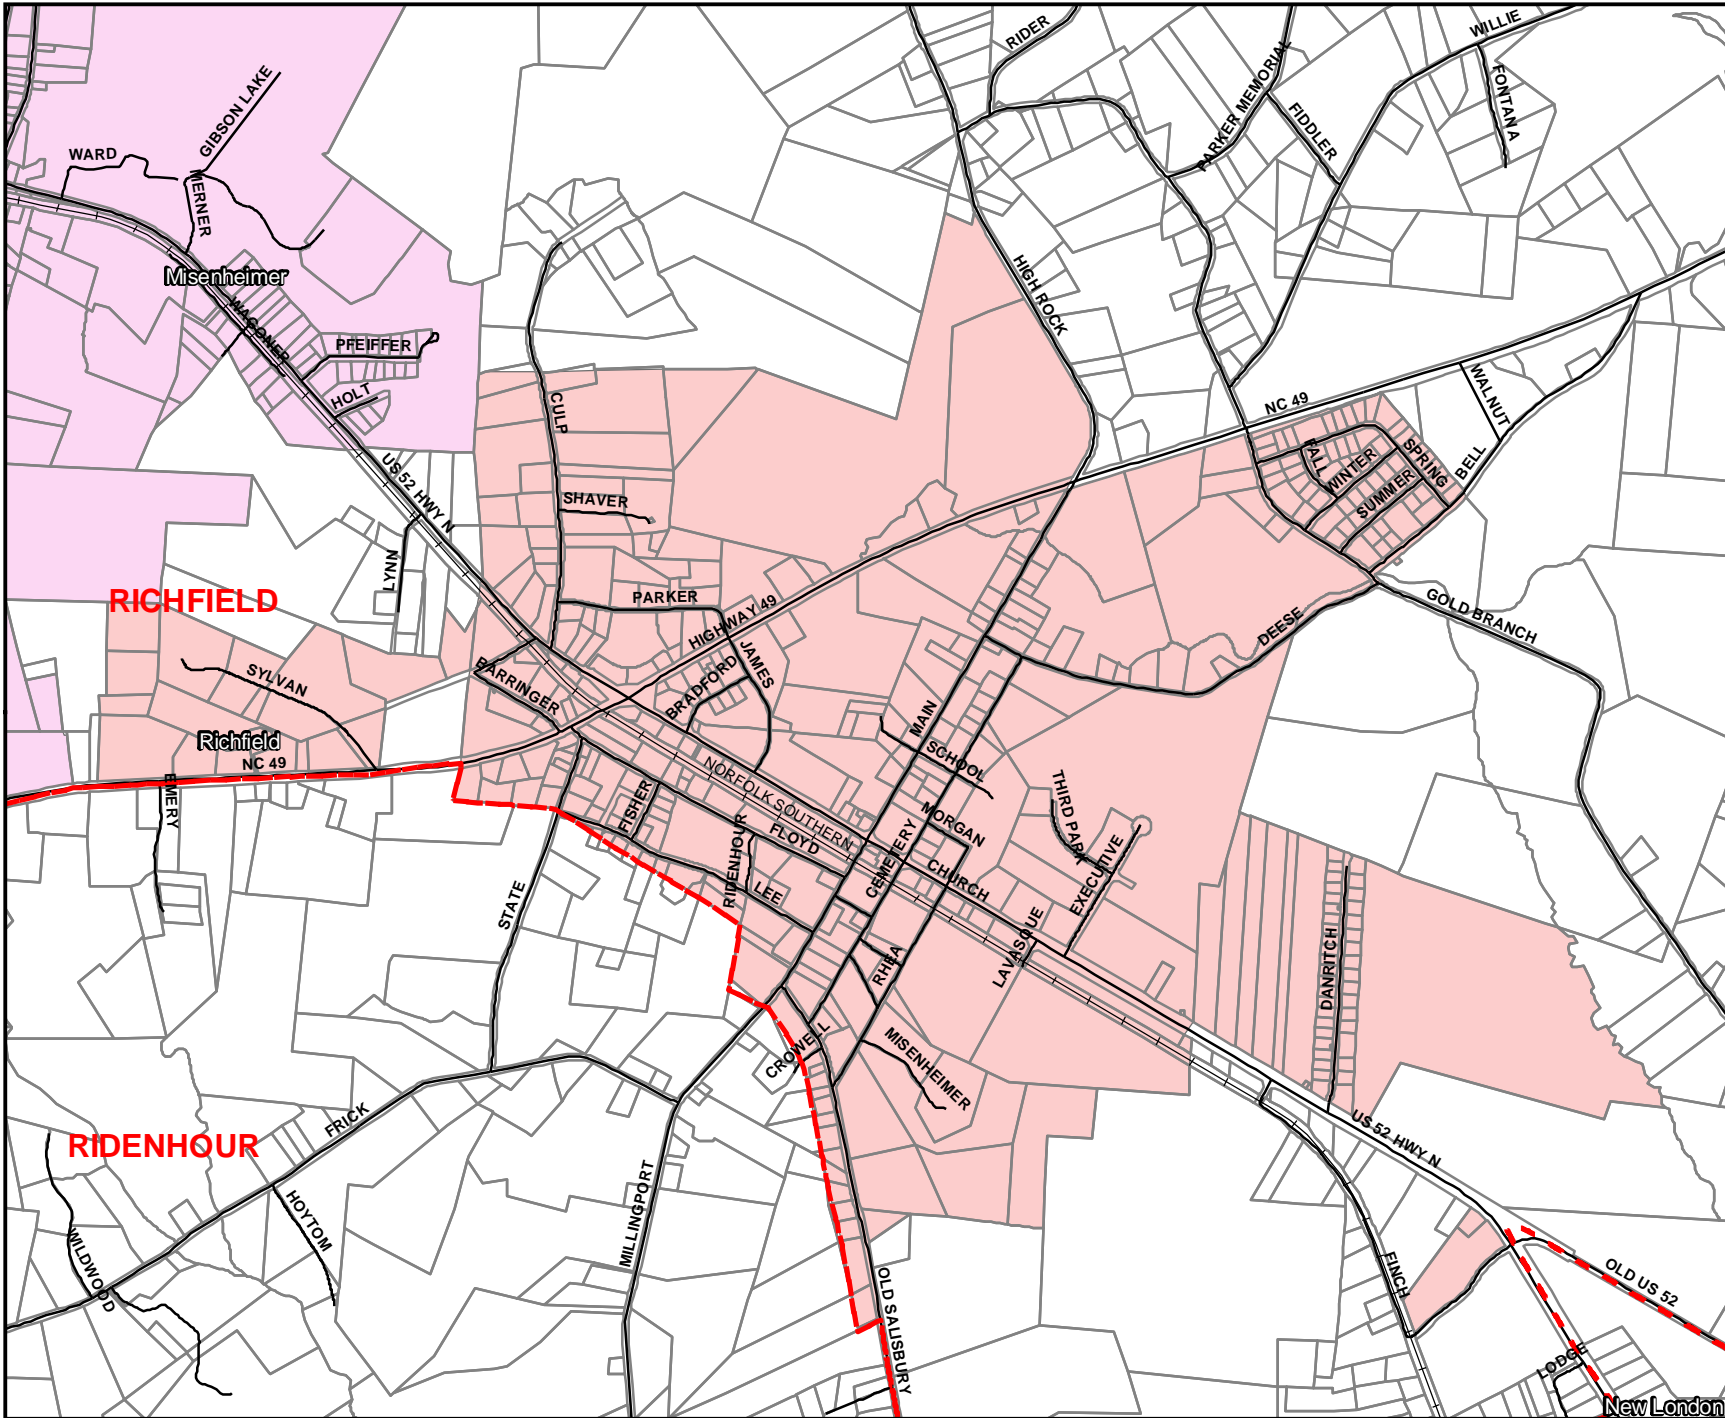 RIDER
WILLIE
FONTANA
PARKER MEMORIAL
FIDDLER
GIBSON LAKE
WARD
MERNER
Misenheimer
HIGH ROCK
WAGONER
PFEIFFER
HOLT
CULP
NC 49
WALNUT
FALL
WINTER
SPRING
SUMMER
BELL
US 52 HWY N
SHAVER
LYNN
RICHFIELD
PARKER
HIGHWAY 49
JAMES
BRADFORD
GOLD BRANCH
DEESE
SYLVAN
BARRINGER
Richfield
NC 49
EMERY
MAIN
SCHOOL
NORFOLK SOUTHERN
FISHER
RIDENHOUR
FLOYD
LEE
CEMETERY
MORGAN
CHURCH
THIRD PARK
EXECUTIVE
STATE
LAVASQUE
RHEA
DANRITCH
CROWELL
MISENHEIMER
FRICK
RIDENHOUR
US 52 HWY N
HOYTOM
WILDWOOD
MILLINGPORT
OLD SALISBURY
FINCH
OLD US 52
LODGE
New London